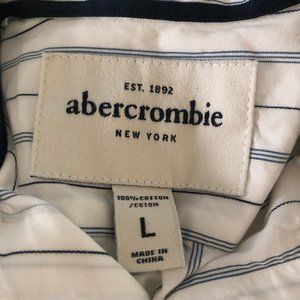 EST. 1892
abercrombie
NEW YORK
100% COTTON
/COTON
L
MADE IN
CHINA